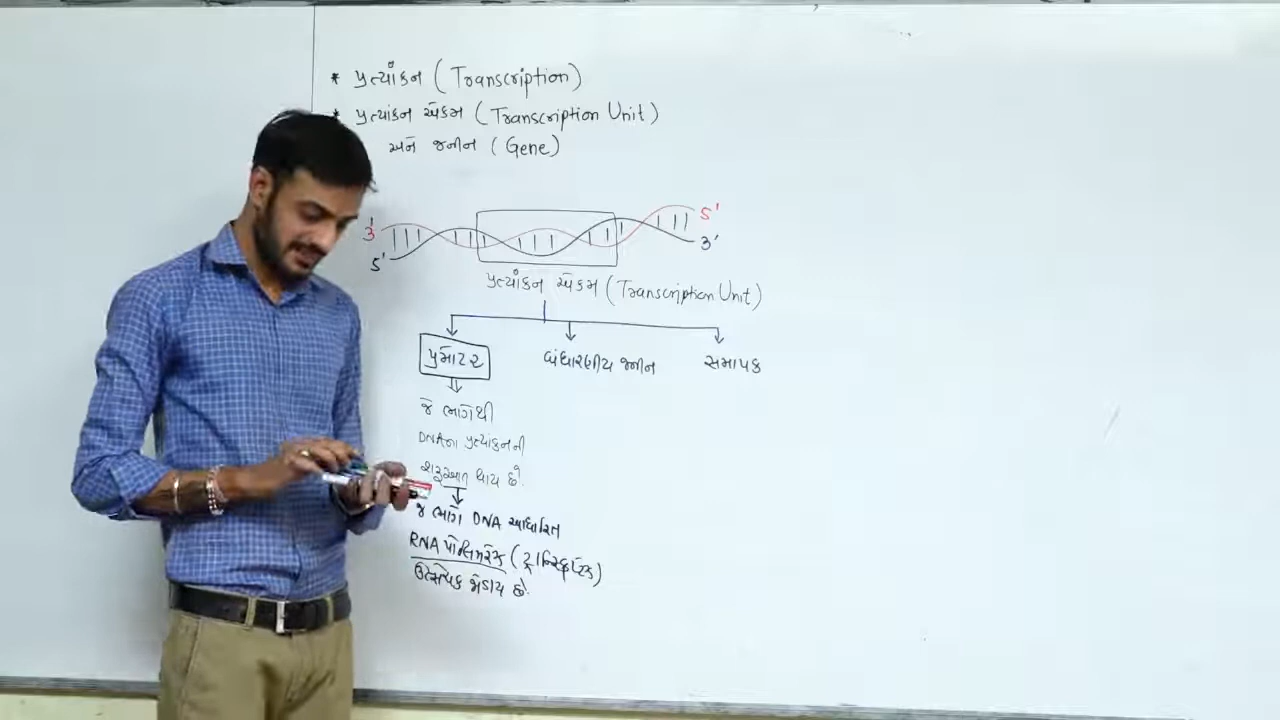 * પ્રત્યાંકન (Transcription)
* પ્રત્યાંકન એકમ (Transcription Unit)
અને જનીન (Gene)
3' 5'
5' 3'
પ્રત્યાંકન એકમ (Transcription Unit)
પ્રમોટર બંધારણીય જનીન સમાપક
જે ભાગેથી
DNAના પ્રત્યાંકનની
શરૂઆત થાય છે.
જે ભાગે DNA આધારિત
RNA પોલિમરેઝ (ટ્રાન્સ્ક્રિપ્ટેઝ)
ઉત્સેચક જોડાય છે.